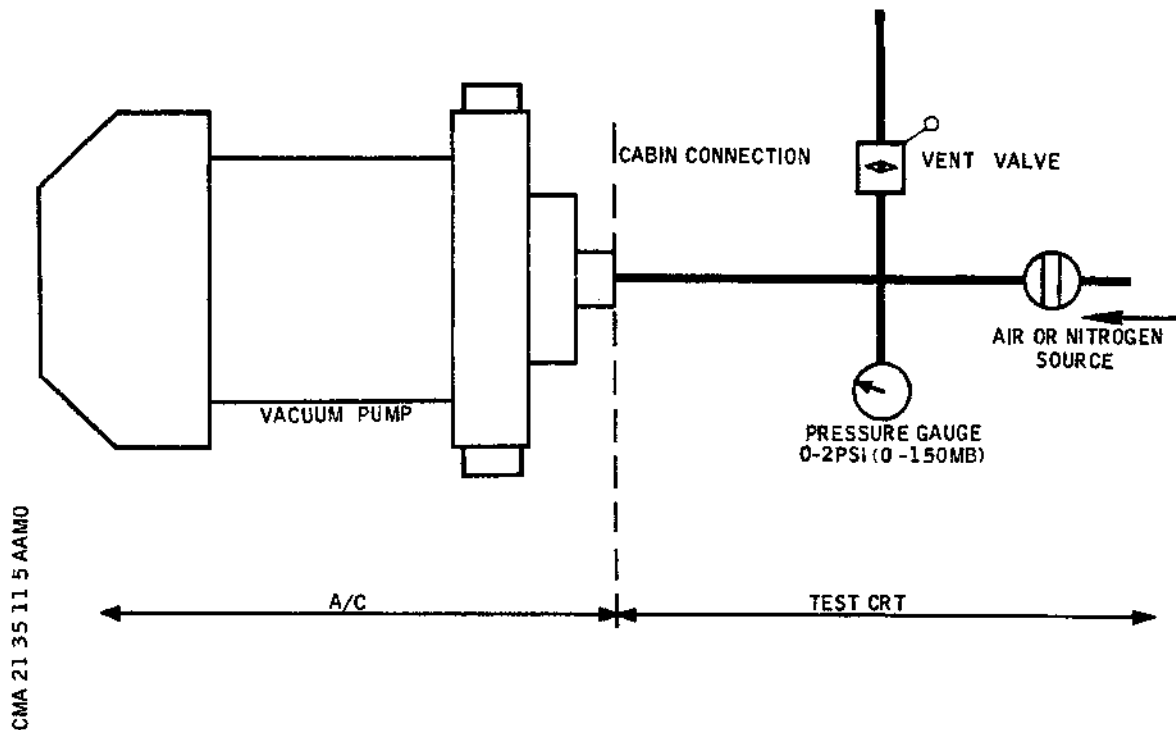 CABIN CONNECTION
VENT VALVE
AIR OR NITROGEN
SOURCE
VACUUM PUMP
PRESSURE GAUGE
0-2PSI (0-150MB)
A/C
TEST CRT
CMA 21 35 11 5 AAM0